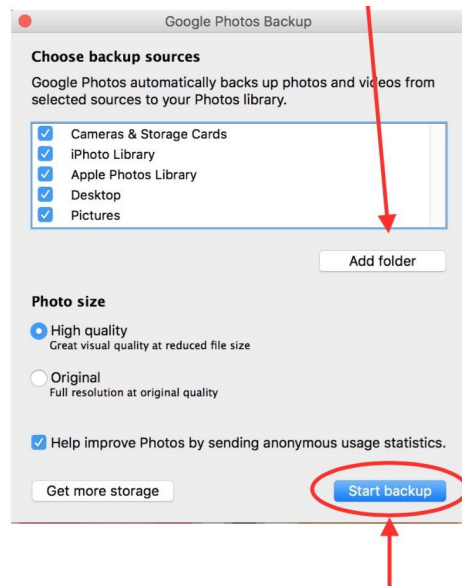 Google Photos Backup
Choose backup sources
Google Photos automatically backs up photos and videos from
selected sources to your Photos library.
Cameras & Storage Cards
iPhoto Library
Apple Photos Library
Desktop
Pictures
Add folder
Photo size
High quality
Great visual quality at reduced file size
Original
Full resolution at original quality
Help improve Photos by sending anonymous usage statistics.
Get more storage
Start backup